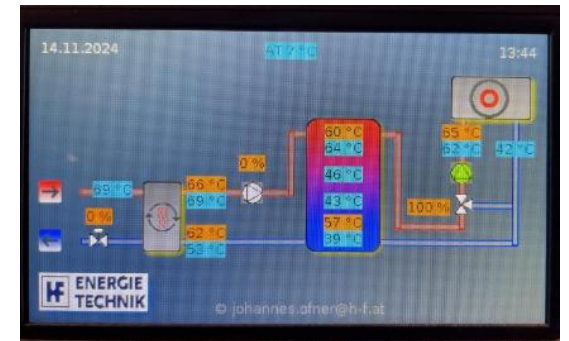 14.11.2024
13:44
60 °C
64 °C
65 °C
62 °C
42 °C
0 %
46 °C
69 °C
66 °C
69 °C
43 °C
100 %
0 %
57 °C
39 °C
62 °C
53 °C
HF ENERGIE
TECHNIK
© johannes.ofner@h-f.at